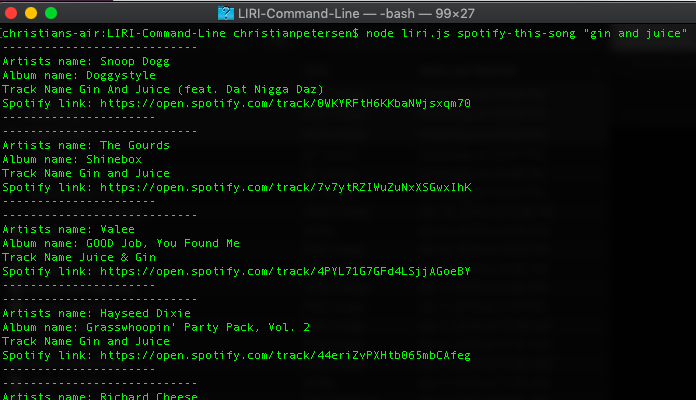 LIRI-Command-Line — -bash — 99×27
[christians-air:LIRI-Command-Line christianpetersen$ node liri.js spotify-this-song "gin and juice"
----------------------------
Artists name: Snoop Dogg
Album name: Doggystyle
Track Name Gin And Juice (feat. Dat Nigga Daz)
Spotify link: https://open.spotify.com/track/0WKYRFtH6KKbaNWjsxqm70
----------------------
----------------------------
Artists name: The Gourds
Album name: Shinebox
Track Name Gin and Juice
Spotify link: https://open.spotify.com/track/7v7ytRZIWuZuNxXSGwxIhK
----------------------
----------------------------
Artists name: Valee
Album name: GOOD Job, You Found Me
Track Name Juice & Gin
Spotify link: https://open.spotify.com/track/4PYL71G7GFd4LSjjAGoeBY
----------------------
----------------------------
Artists name: Hayseed Dixie
Album name: Grasswhoopin' Party Pack, Vol. 2
Track Name Gin and Juice
Spotify link: https://open.spotify.com/track/44eriZvPXHtb065mbCAfeg
----------------------
----------------------------
Artists name: Richard Cheese